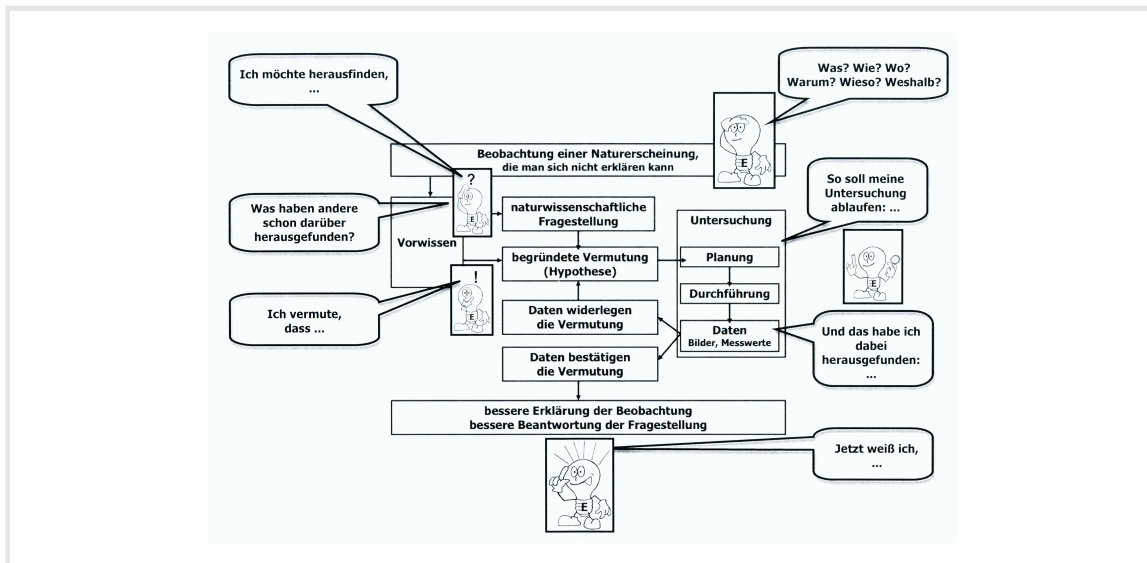 Ich möchte herausfinden,
...
Was? Wie? Wo?
Warum? Wieso? Weshalb?
Beobachtung einer Naturerscheinung,
die man sich nicht erklären kann
E
?
E
So soll meine
Untersuchung
ablaufen: ...
Was haben andere
schon darüber
herausgefunden?
Vorwissen
naturwissenschaftliche
Fragestellung
Untersuchung
begründete Vermutung
(Hypothese)
Planung
E
!
E
Ich vermute,
dass ...
Durchführung
Daten widerlegen
die Vermutung
Daten
Bilder, Messwerte
Und das habe ich
dabei
herausgefunden:
...
Daten bestätigen
die Vermutung
bessere Erklärung der Beobachtung
bessere Beantwortung der Fragestellung
E
Jetzt weiß ich,
...